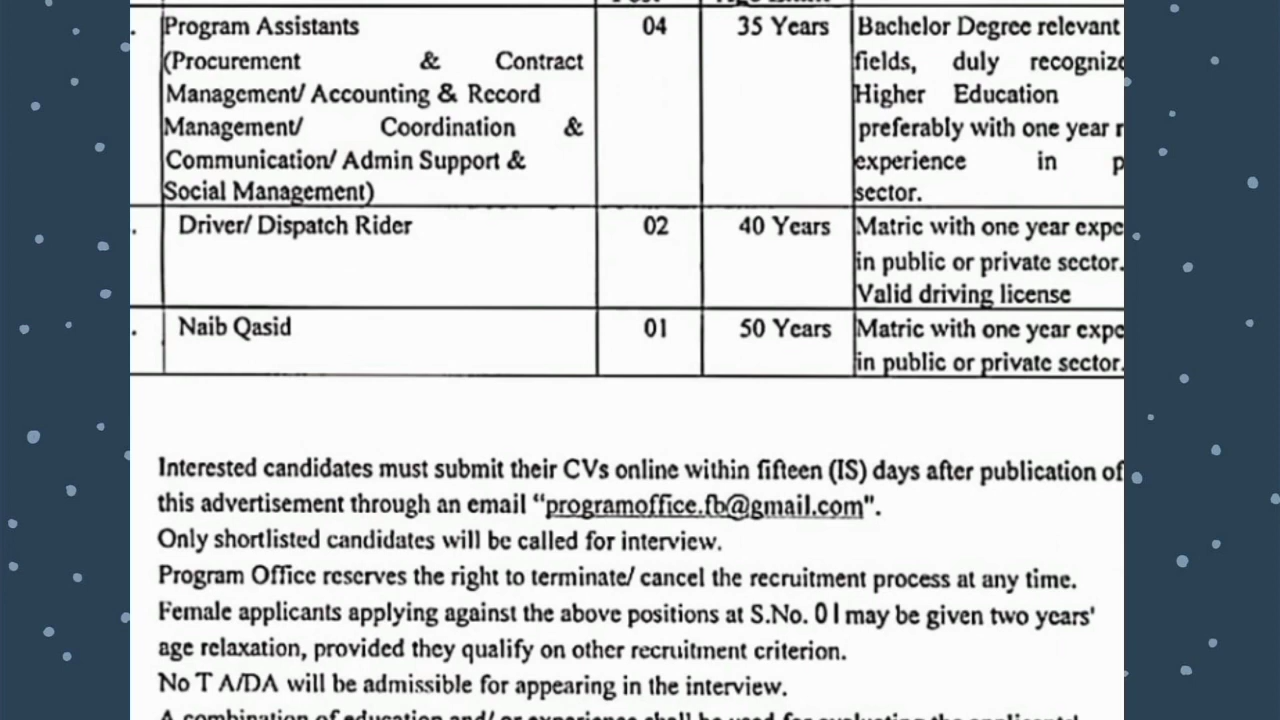 . Program Assistants 04 35 Years Bachelor Degree relevant
(Procurement & Contract fields, duly
Management/ Accounting & Record Higher Education
Management/ Coordination & preferably with one year
Communication/ Admin Support & experience in
Social Management) sector.
. Driver/ Dispatch Rider 02 40 Years Matric with one year
in public or private sector.
Valid driving license
. Naib Qasid 01 50 Years Matric with one year
in public or private sector.
Interested candidates must submit their CVs online within fifteen (IS) days after publication of
this advertisement through an email “programoffice.fb@gmail.com".
Only shortlisted candidates will be called for interview.
Program Office reserves the right to terminate/ cancel the recruitment process at any time.
Female applicants applying against the above positions at S.No. 0 I may be given two years'
age relaxation, provided they qualify on other recruitment criterion.
No T A/DA will be admissible for appearing in the interview.